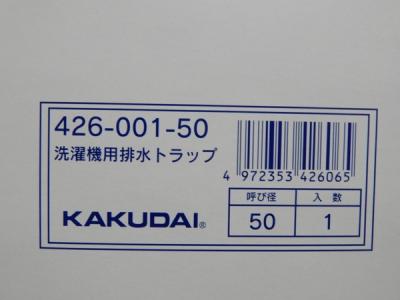 426-001-50
洗濯機用排水トラップ
4 972353 426065
呼び径 入数
50 1
KAKUDAI®